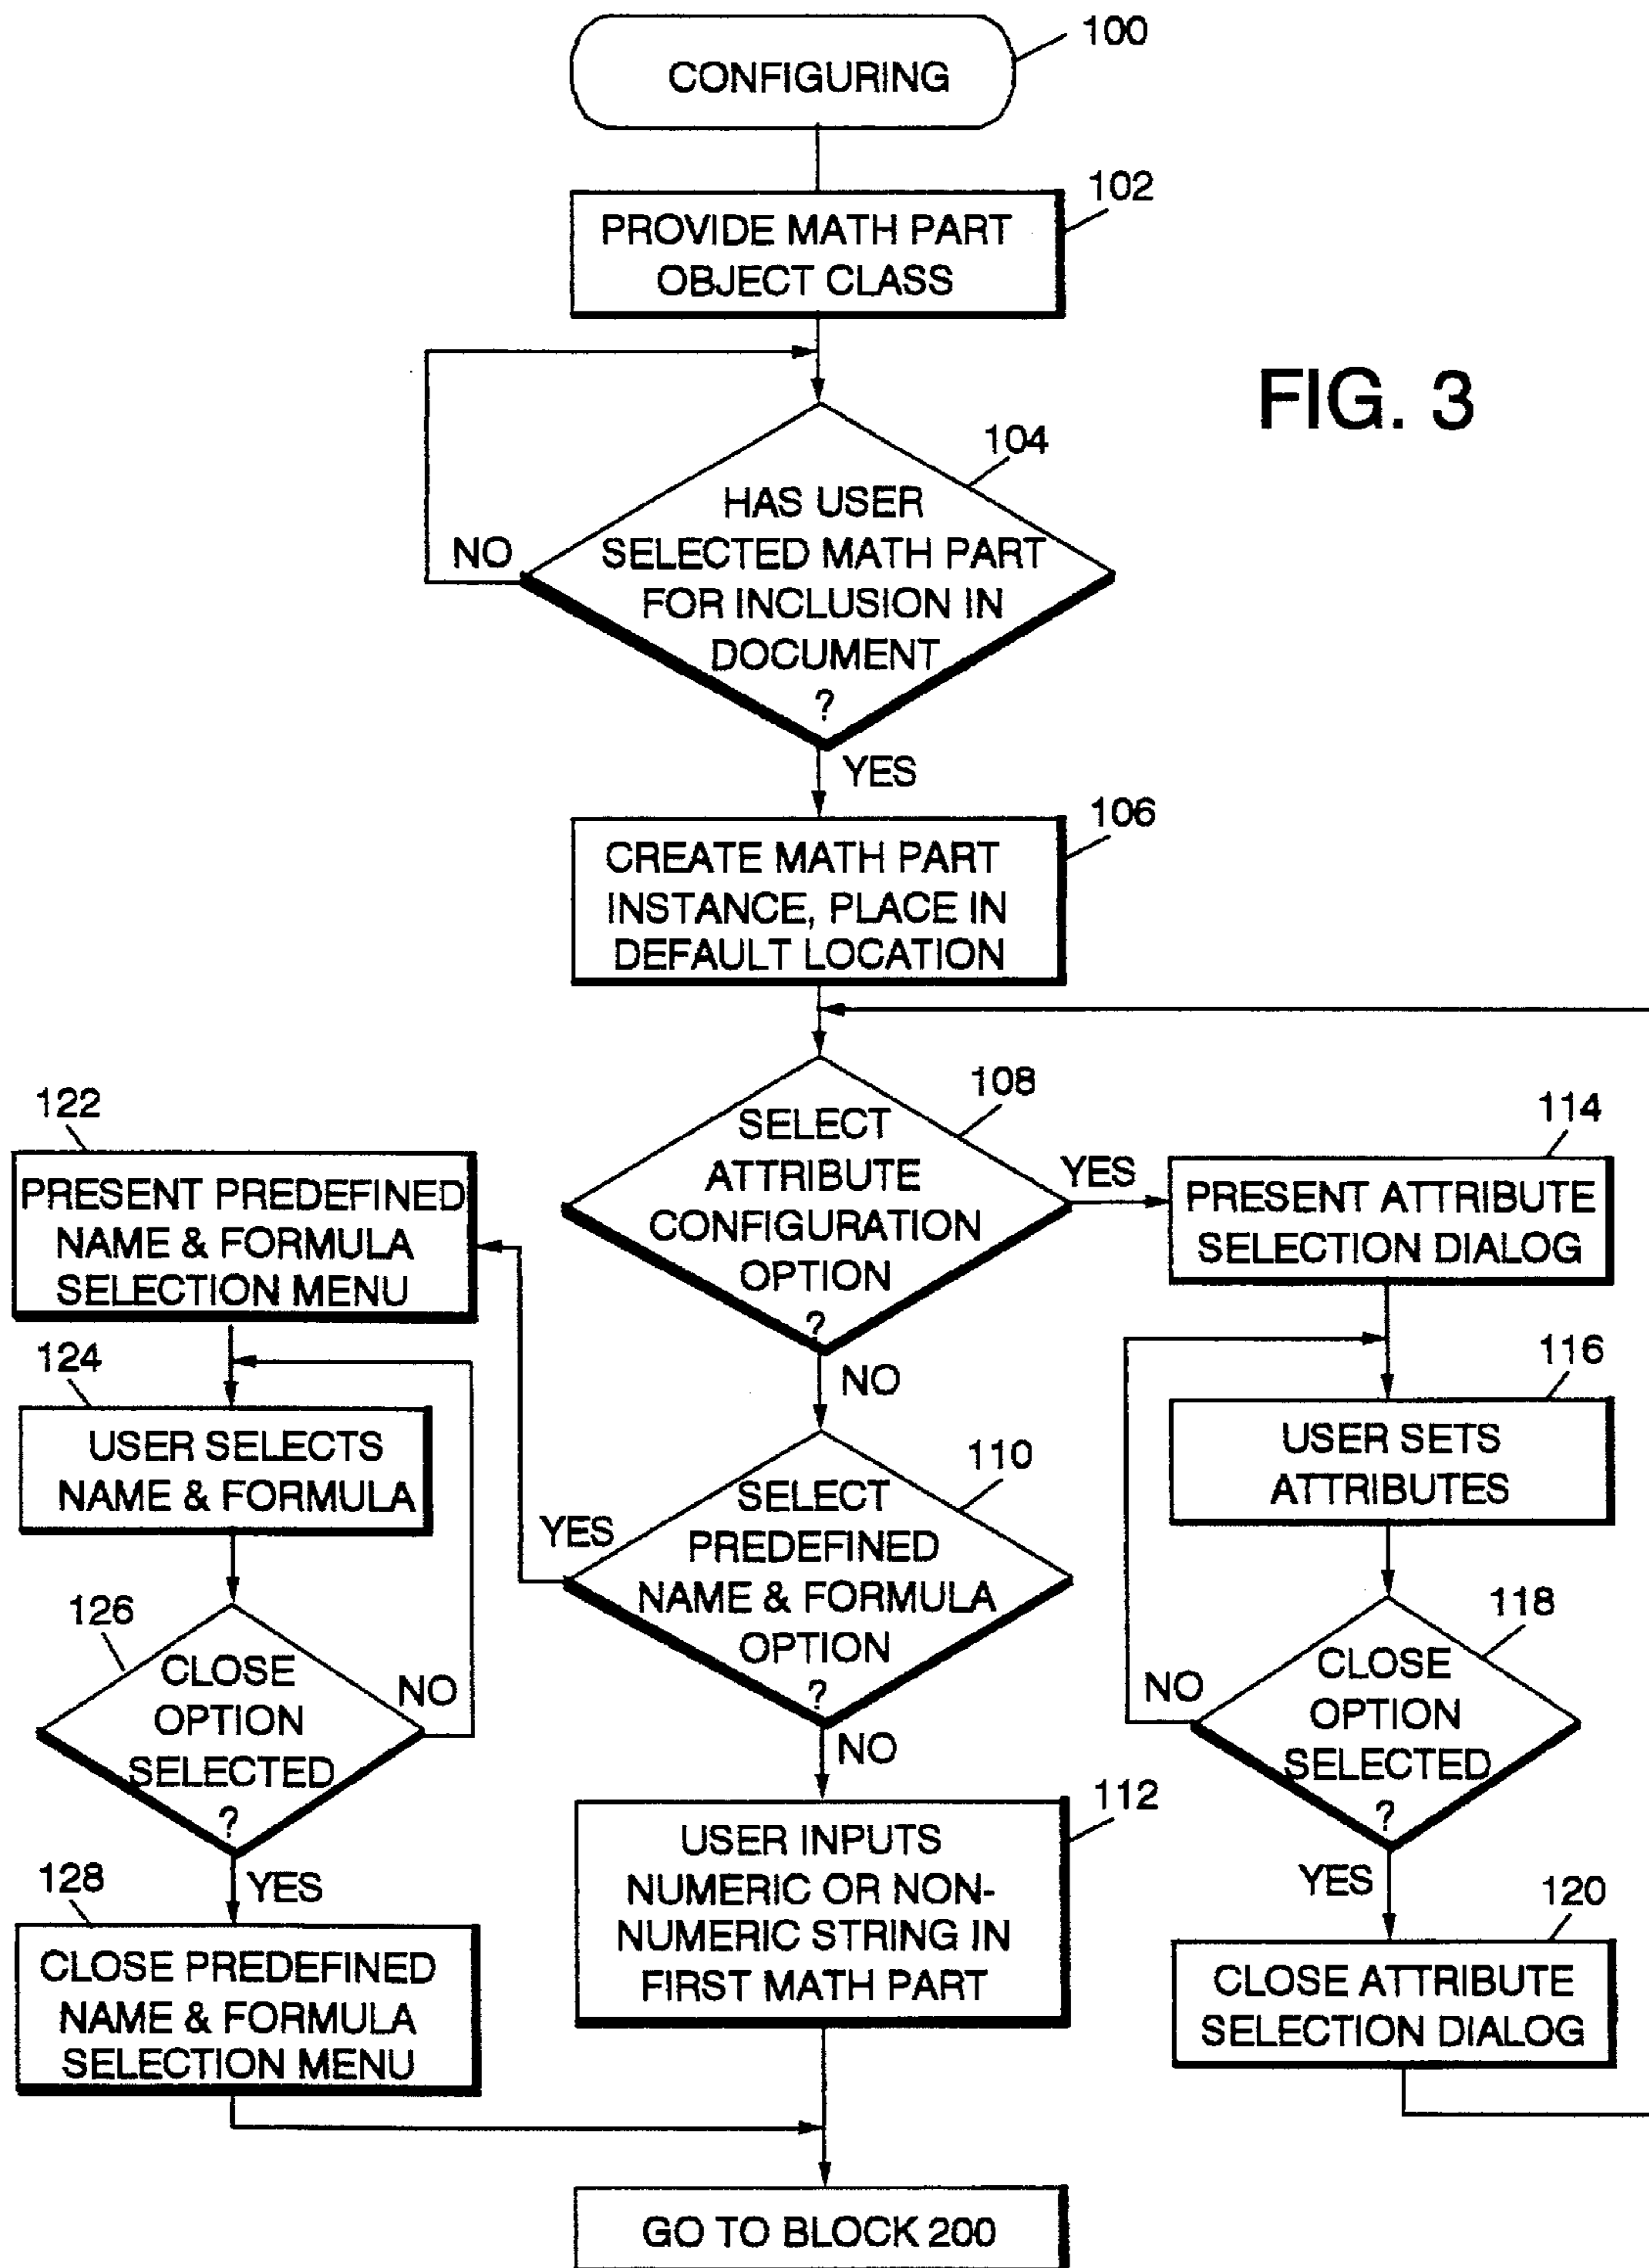 100
CONFIGURING
102
PROVIDE MATH PART
OBJECT CLASS
FIG. 3
104
HAS USER
SELECTED MATH PART
FOR INCLUSION IN
DOCUMENT
?
NO
YES
106
CREATE MATH PART
INSTANCE, PLACE IN
DEFAULT LOCATION
108
SELECT
ATTRIBUTE
CONFIGURATION
OPTION
?
YES
NO
114
PRESENT ATTRIBUTE
SELECTION DIALOG
116
USER SETS
ATTRIBUTES
118
CLOSE
OPTION
SELECTED
?
NO
YES
120
CLOSE ATTRIBUTE
SELECTION DIALOG
110
SELECT
PREDEFINED
NAME & FORMULA
OPTION
?
YES
NO
122
PRESENT PREDEFINED
NAME & FORMULA
SELECTION MENU
124
USER SELECTS
NAME & FORMULA
126
CLOSE
OPTION
SELECTED
?
NO
YES
128
CLOSE PREDEFINED
NAME & FORMULA
SELECTION MENU
112
USER INPUTS
NUMERIC OR NON-
NUMERIC STRING IN
FIRST MATH PART
GO TO BLOCK 200